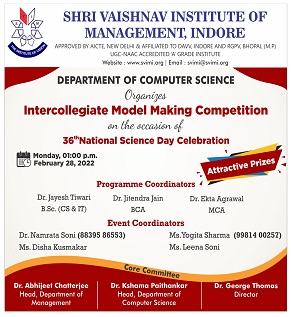 SHRI VAISHNAV INSTITUTE OF
MANAGEMENT, INDORE
APPROVED BY AICTE, NEW DELHI & AFFILIATED TO DAVV, INDORE AND RGPV, BHOPAL (M.P)
UGC-NAAC ACCREDITED 'A' GRADE INSTITUTE
Website : www.svimi.org | Email : svimi@svimi.org
DEPARTMENT OF COMPUTER SCIENCE
Organizes
Intercollegiate Model Making Competition
on the occasion of
36th National Science Day Celebration
Monday, 01:00 p.m.
February 28, 2022
Attractive Prizes
Programme Coordinators
Dr. Jayesh Tiwari
B.Sc. (CS & IT)
Dr. Jitendra Jain
BCA
Dr. Ekta Agrawal
MCA
Event Coordinators
Dr. Namrata Soni (88395 86553)
Ms. Yogita Sharma (99814 00257)
Ms. Disha Kusmakar
Ms. Leena Soni
Core Committee
Dr. Abhijeet Chatterjee
Head, Department of
Management
Dr. Kshama Paithankar
Head, Department of
Computer Science
Dr. George Thomas
Director